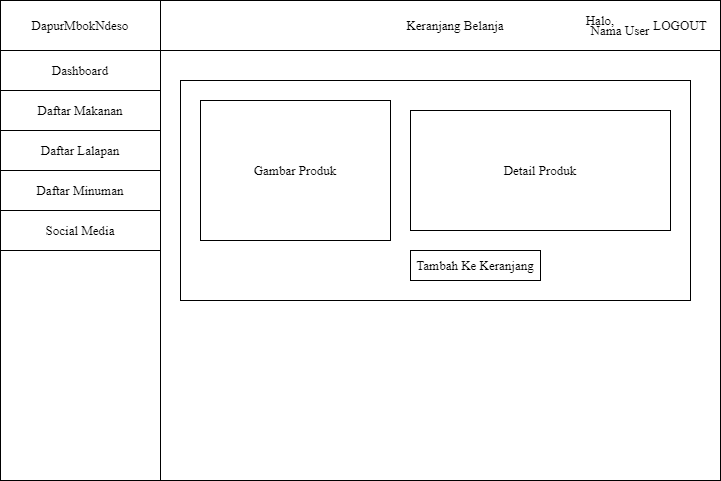 DapurMbokNdeso
Keranjang Belanja
Halo,
Nama User
LOGOUT
Dashboard
Daftar Makanan
Daftar Lalapan
Daftar Minuman
Social Media
Gambar Produk
Detail Produk
Tambah Ke Keranjang